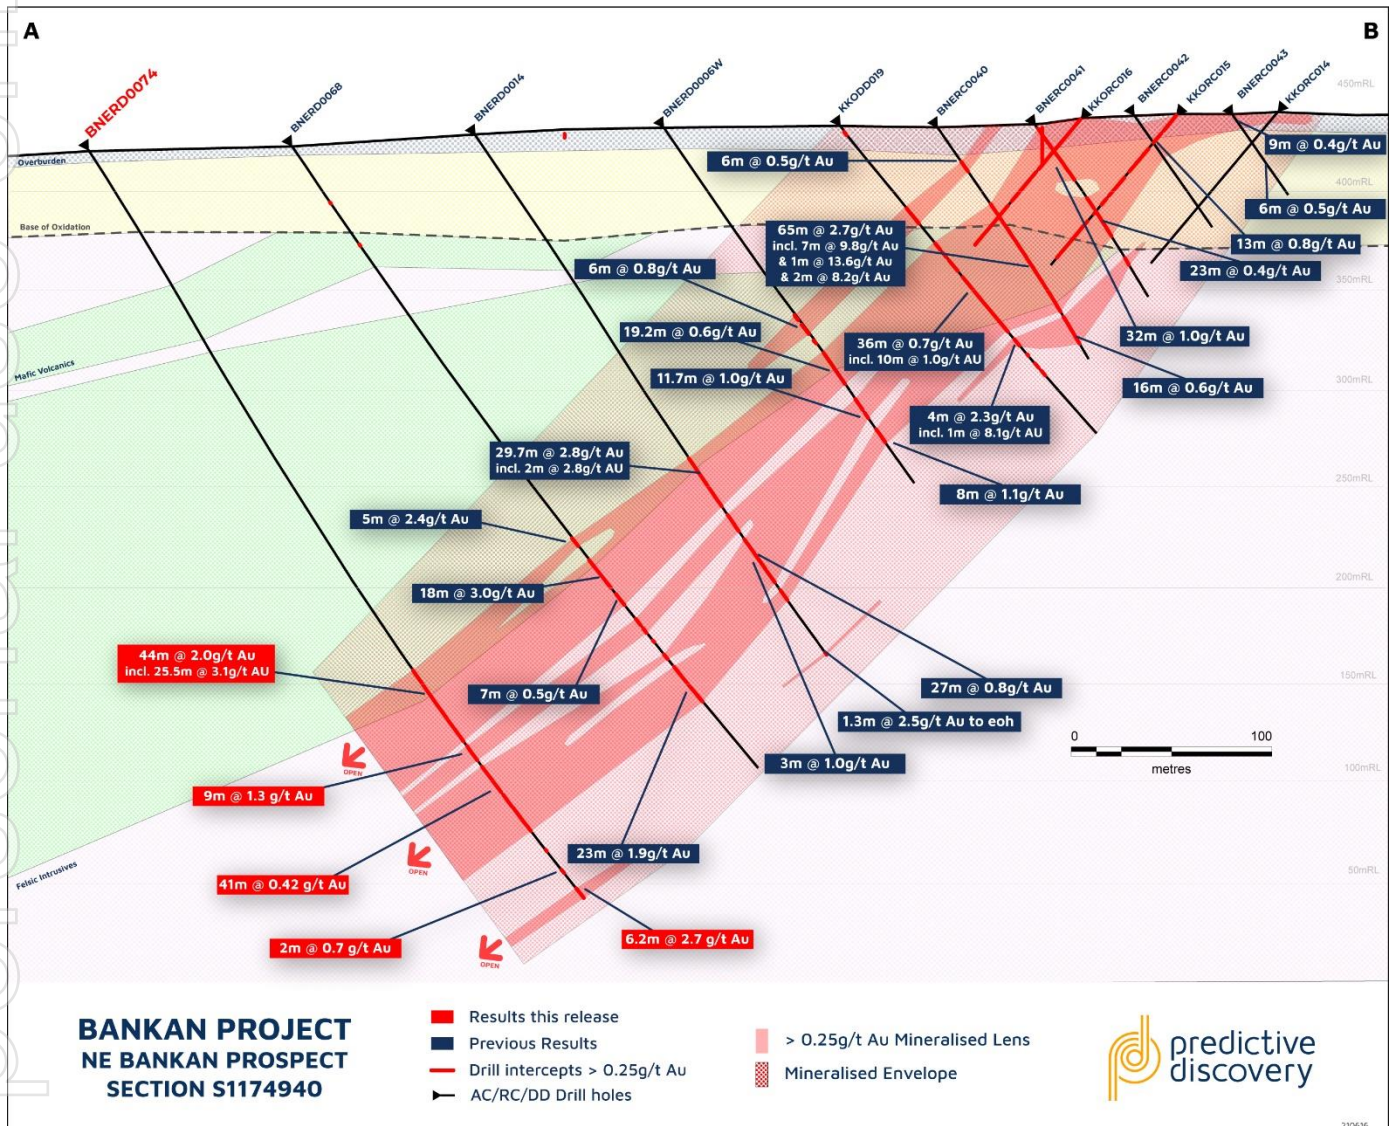 A
B
BNERD0074
BNERD0068
BNERD0014
BNERD0006W
KKODD019
BNERC0040
BNERC0041
KKORC016
BNERC0042
KKORC015
BNERC0043
KKORC014
450mRL
Overburden
6m @ 0.5g/t Au
9m @ 0.4g/t Au
400mRL
6m @ 0.5g/t Au
Base of Oxidation
65m @ 2.7g/t Au
incl. 7m @ 9.8g/t Au
& 1m @ 13.6g/t Au
& 2m @ 8.2g/t Au
13m @ 0.8g/t Au
6m @ 0.8g/t Au
23m @ 0.4g/t Au
350mRL
19.2m @ 0.6g/t Au
36m @ 0.7g/t Au
incl. 10m @ 1.0g/t AU
32m @ 1.0g/t Au
Mafic Volcanics
11.7m @ 1.0g/t Au
300mRL
16m @ 0.6g/t Au
4m @ 2.3g/t Au
incl. 1m @ 8.1g/t AU
29.7m @ 2.8g/t Au
incl. 2m @ 2.8g/t AU
250mRL
8m @ 1.1g/t Au
5m @ 2.4g/t Au
200mRL
18m @ 3.0g/t Au
44m @ 2.0g/t Au
incl. 25.5m @ 3.1g/t AU
150mRL
7m @ 0.5g/t Au
27m @ 0.8g/t Au
1.3m @ 2.5g/t Au to eoh
0 100
metres
3m @ 1.0g/t Au
100mRL
OPEN
9m @ 1.3 g/t Au
23m @ 1.9g/t Au
OPEN
50mRL
Felsic Intrusives
41m @ 0.42 g/t Au
2m @ 0.7 g/t Au
6.2m @ 2.7 g/t Au
OPEN
BANKAN PROJECT
NE BANKAN PROSPECT
SECTION S1174940
Results this release
Previous Results
Drill intercepts > 0.25g/t Au
AC/RC/DD Drill holes
> 0.25g/t Au Mineralised Lens
Mineralised Envelope
predictive
discovery